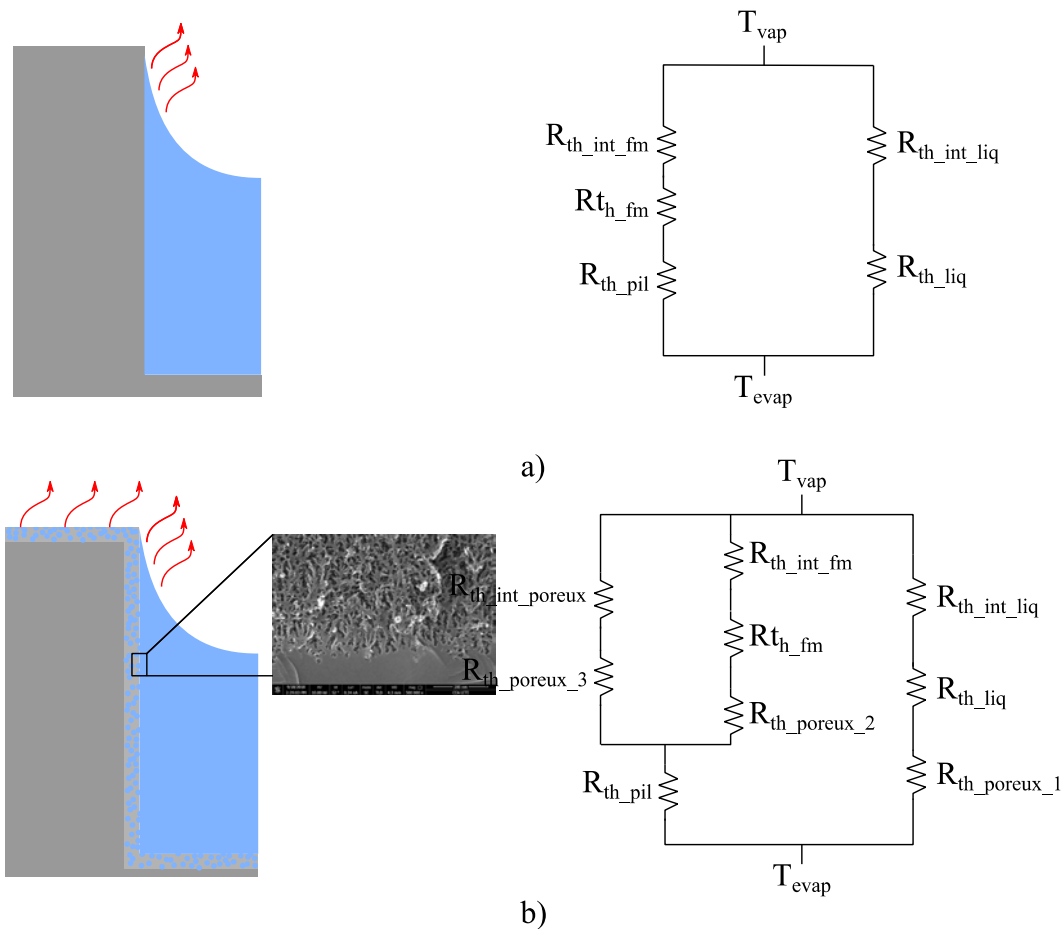 T_vap
R_th_int_fm
R_th_int_liq
Rt_h_fm
R_th_pil
R_th_liq
T_evap
a)
T_vap
R_th_int_fm
R_th_int_poreux
R_th_int_liq
Rt_h_fm
R_th_poreux_3
R_th_liq
R_th_poreux_2
R_th_pil
R_th_poreux_1
T_evap
b)